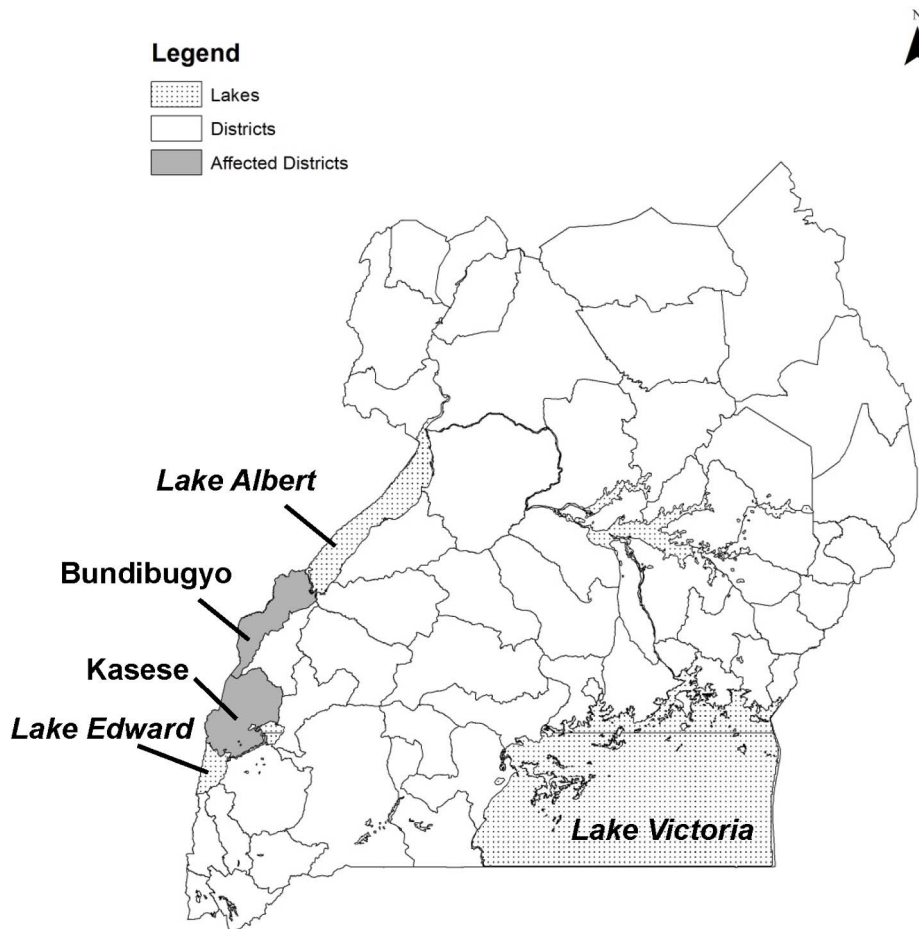 N
Legend
Lakes
Districts
Affected Districts
Lake Albert
Bundibugyo
Kasese
Lake Edward
Lake Victoria